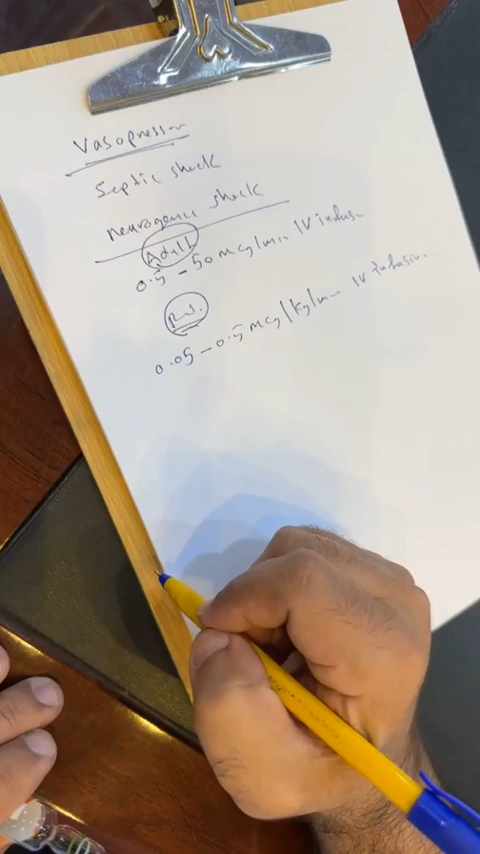 Vasopressor
Septic shock
neurogenic shock
Adult
0.5 - 50 mcg/min IV infusion
0.05 - 0.5 mcg/kg/min IV infusion